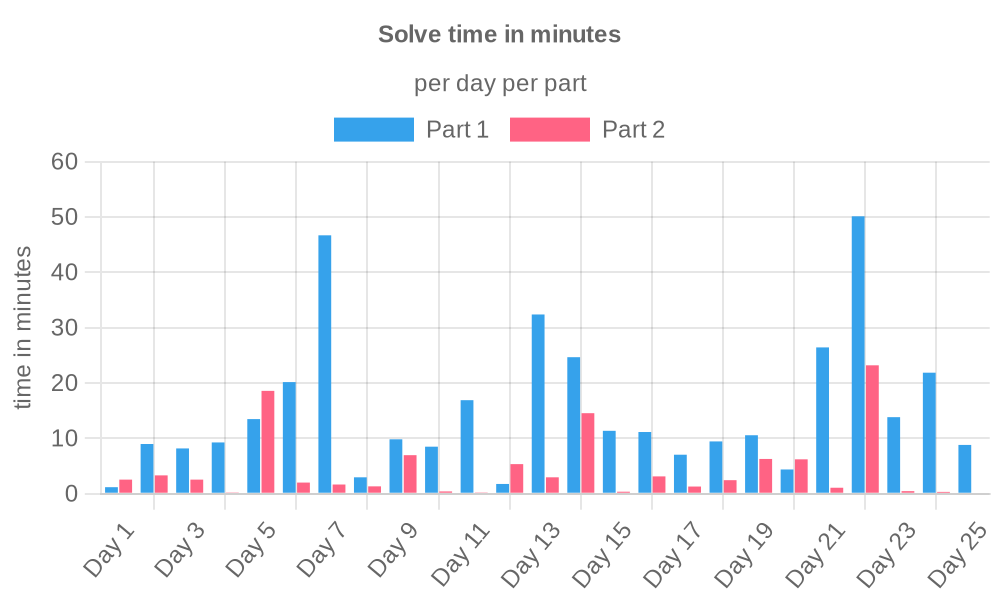 Solve time in minutes
per day per part
Part 1 Part 2
time in minutes
60
50
40
30
20
10
0
Day 1 Day 3 Day 5 Day 7 Day 9 Day 11 Day 13 Day 15 Day 17 Day 19 Day 21 Day 23 Day 25